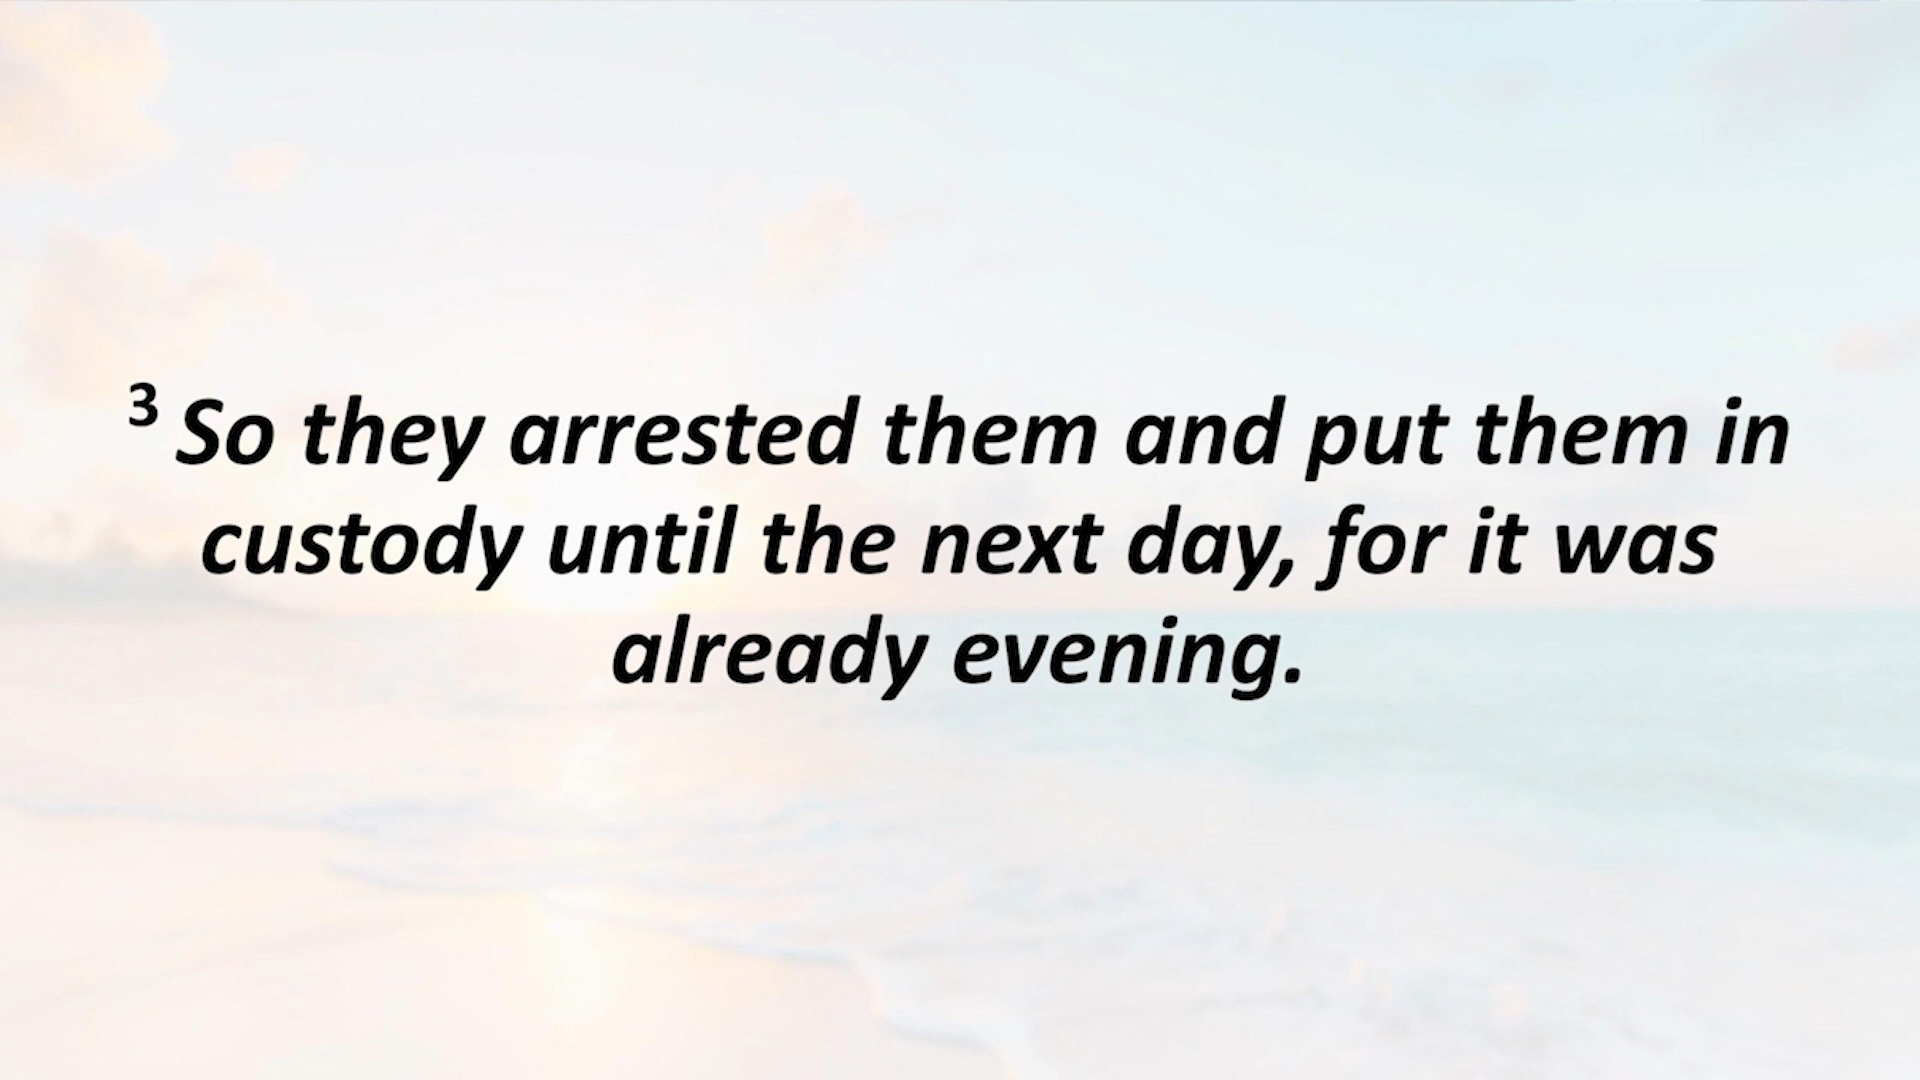 3 So they arrested them and put them in
custody until the next day, for it was
already evening.